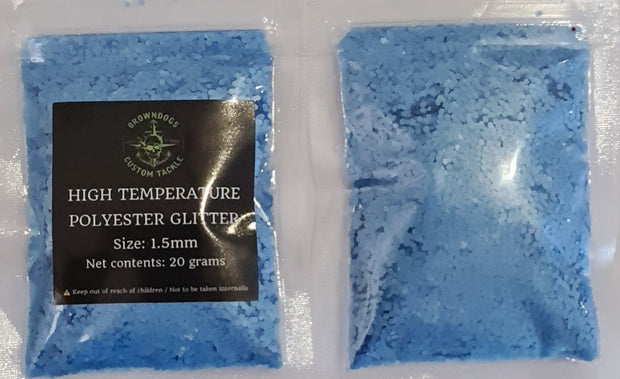 BROWNDOGS
CUSTOM TACKLE
HIGH TEMPERATURE
POLYESTER GLITTER
Size: 1.5mm
Net contents: 20 grams
⚠ Keep out of reach of children / Not to be taken internally